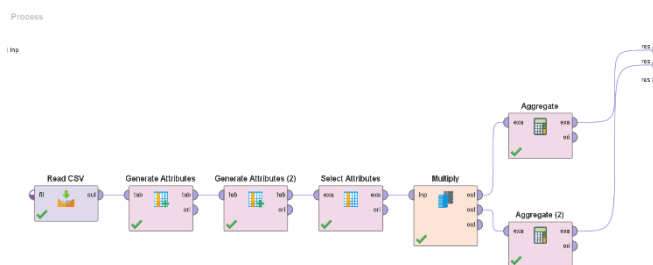 Process
inp
res
res
res
Aggregate
exa exa
ori
Read CSV Generate Attributes Generate Attributes (2) Select Attributes Multiply
fil out tab tab tab tab exa exa inp out
ori ori ori out
out
Aggregate (2)
exa exa
ori